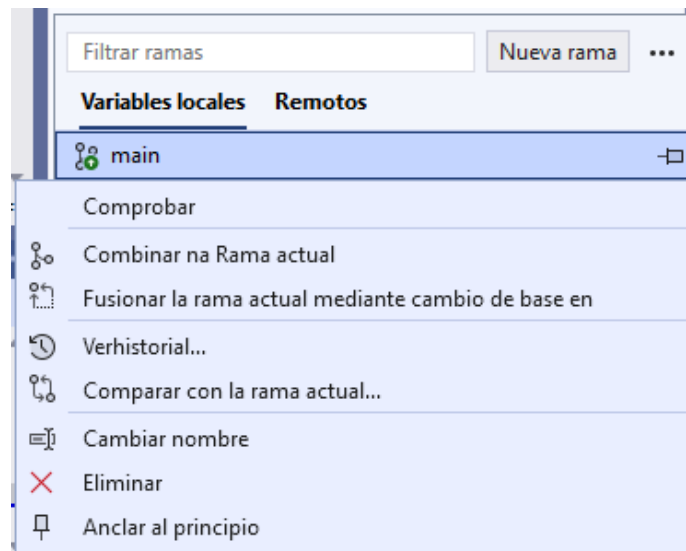 Filtrar ramas Nueva rama ...
Variables locales Remotos
main
Comprobar
Combinar na Rama actual
Fusionar la rama actual mediante cambio de base en
Verhistorial...
Comparar con la rama actual...
Cambiar nombre
Eliminar
Anclar al principio